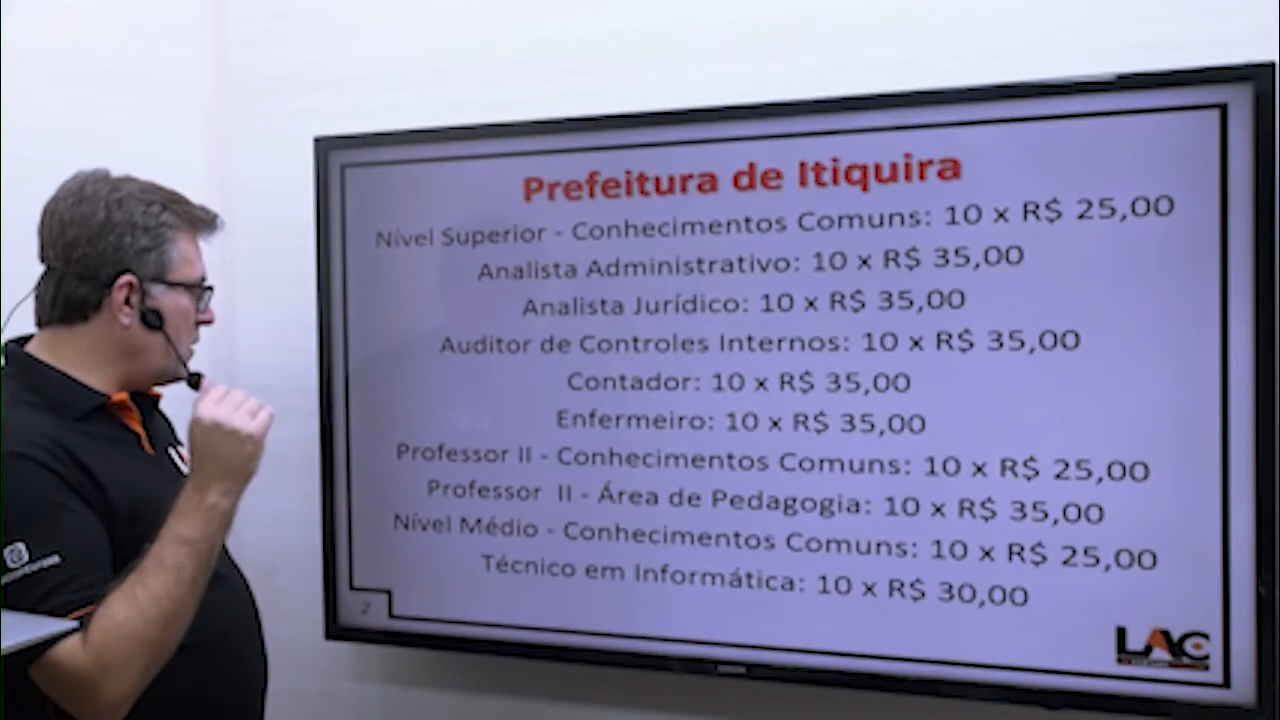 Prefeitura de Itiquira
Nível Superior - Conhecimentos Comuns: 10 x R$ 25,00
Analista Administrativo: 10 x R$ 35,00
Analista Jurídico: 10 x R$ 35,00
Auditor de Controles Internos: 10 x R$ 35,00
Contador: 10 x R$ 35,00
Enfermeiro: 10 x R$ 35,00
Professor II - Conhecimentos Comuns: 10 x R$ 25,00
Professor II - Área de Pedagogia: 10 x R$ 35,00
Nível Médio - Conhecimentos Comuns: 10 x R$ 25,00
Técnico em Informática: 10 x R$ 30,00
2
LAC